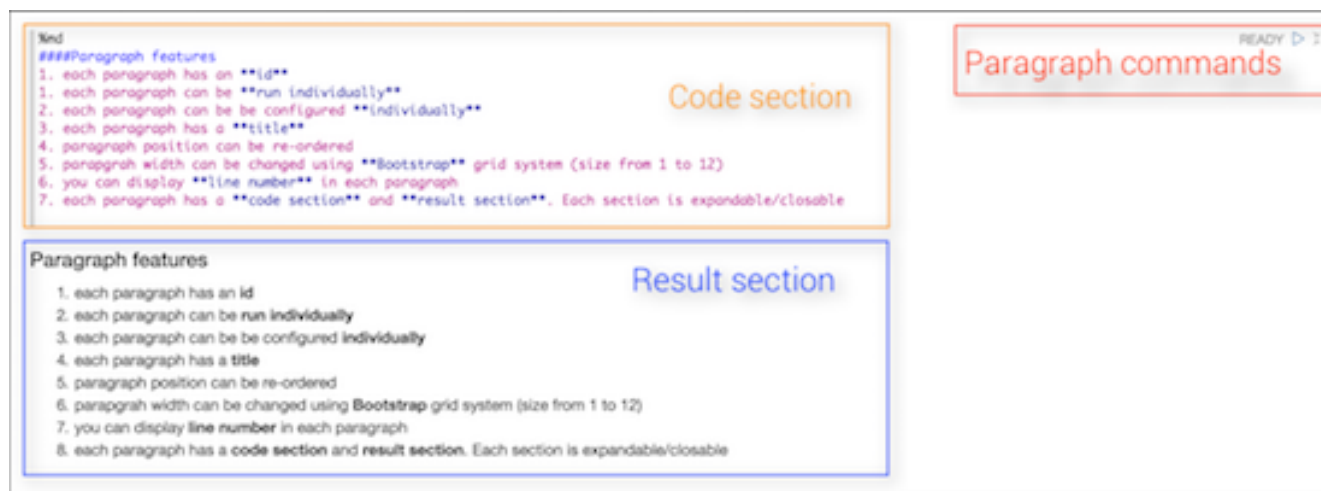 %md
####Paragraph features
1. each paragraph has an **id**
1. each paragraph can be **run individually**
2. each paragraph can be be configured **individually**
3. each paragraph has a **title**
4. paragraph position can be re-ordered
5. parapgrah width can be changed using **Bootstrap** grid system (size from 1 to 12)
6. you can display **line number** in each paragraph
7. each paragraph has a **code section** and **result section**. Each section is expandable/closable
Code section
READY
Paragraph commands
Paragraph features
Result section
1. each paragraph has an id
2. each paragraph can be run individually
3. each paragraph can be be configured individually
4. each paragraph has a title
5. paragraph position can be re-ordered
6. parapgrah width can be changed using Bootstrap grid system (size from 1 to 12)
7. you can display line number in each paragraph
8. each paragraph has a code section and result section. Each section is expandable/closable